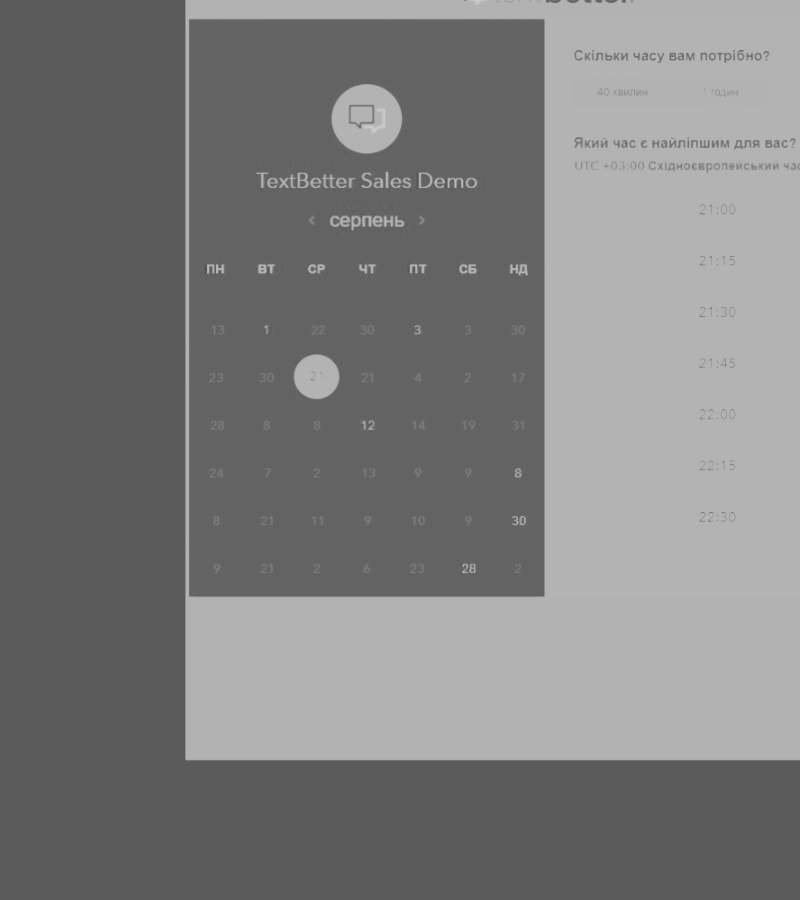 TextBetter Sales Demo
серпень
ПН ВТ СР ЧТ ПТ СБ НД
13 1 22 30 3 3 30
23 30 21 21 4 2 17
28 8 8 12 14 19 31
24 7 2 13 9 9 8
8 21 11 9 10 9 30
9 21 2 6 23 28 2
Скільки часу вам потрібно?
40 хвилин 1 годин
Який час є найліпшим для вас?
UTC +03:00 Східноєвропейський
21:00
21:15
21:30
21:45
22:00
22:15
22:30